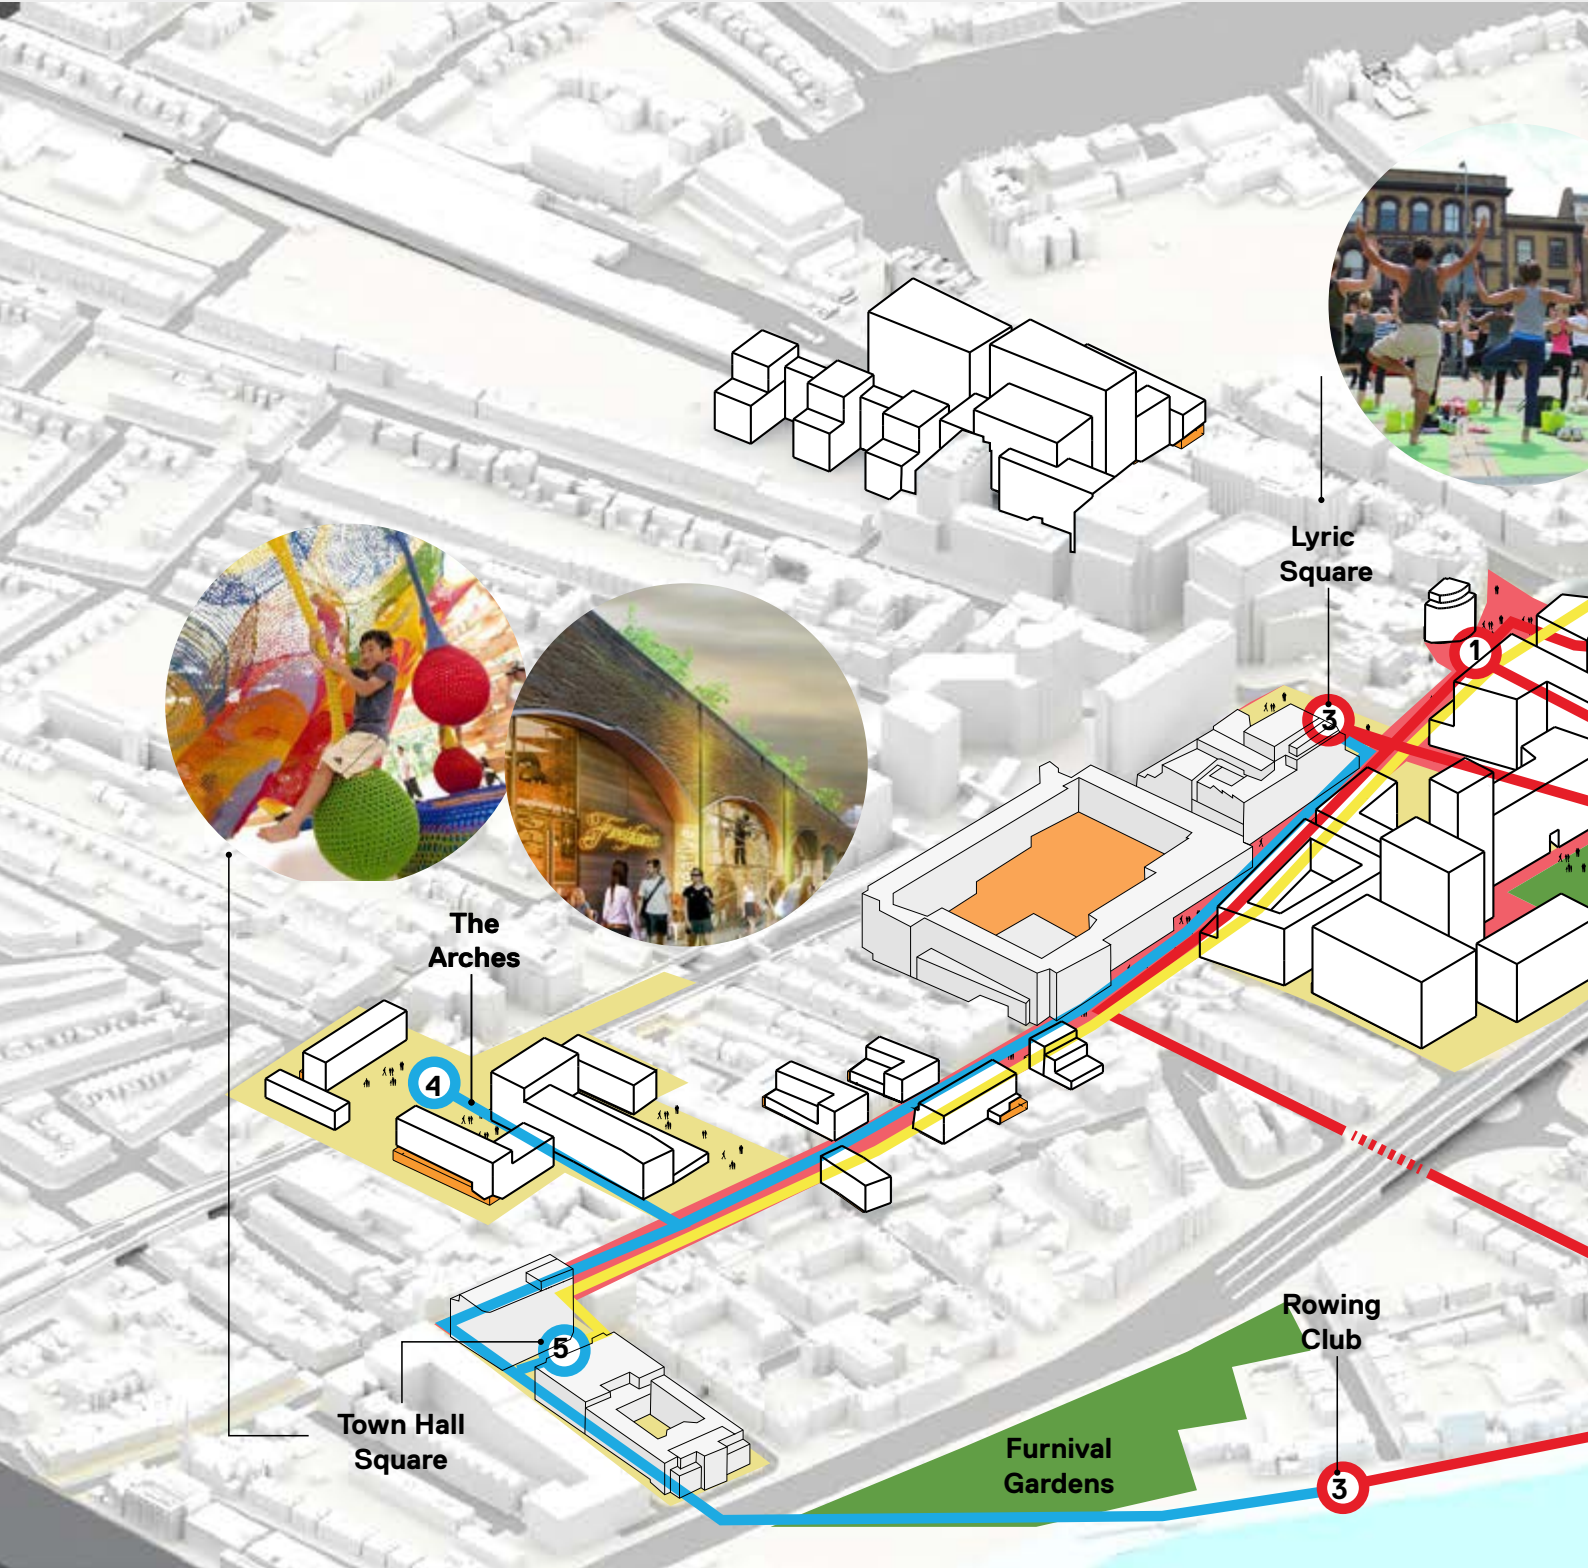 Lyric
Square
1
3
The
Arches
4
5
Town Hall
Square
Rowing
Club
Furnival
Gardens
3